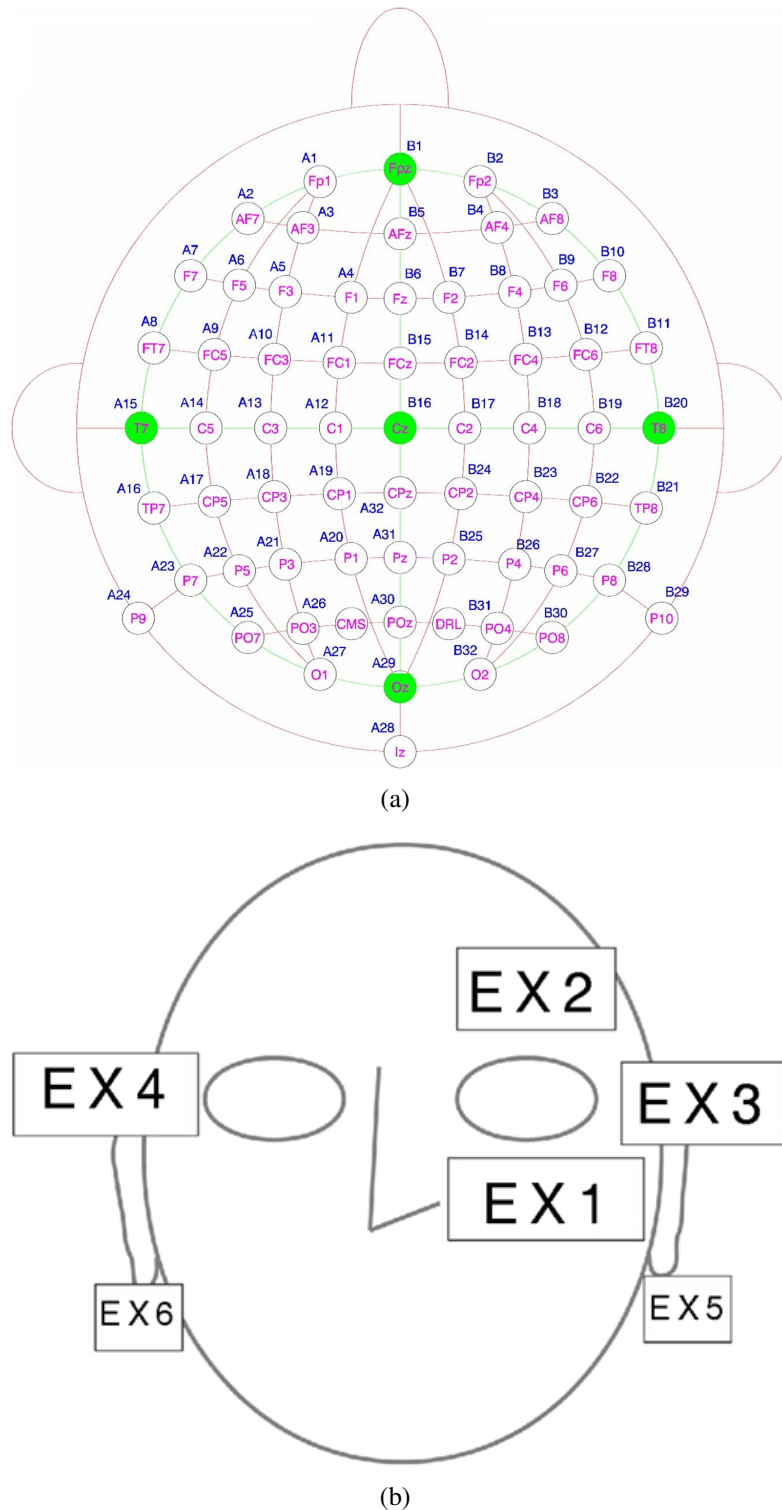 A1 B1 B2
Fp1 Fpz Fp2
A2 A3 B5 B4 B3
AF7 AF3 AFz AF4 AF8
A7 A6 A5 A4 B6 B7 B8 B9 B10
F7 F5 F3 F1 Fz F2 F4 F6 F8
A8 A9 A10 A11 B15 B14 B13 B12 B11
FT7 FC5 FC3 FC1 FCz FC2 FC4 FC6 FT8
A15 A14 A13 A12 B16 B17 B18 B19 B20
T7 C5 C3 C1 Cz C2 C4 C6 T8
A16 A17 A18 A19 A32 B24 B23 B22 B21
TP7 CP5 CP3 CP1 CPz CP2 CP4 CP6 TP8
A23 A22 A21 A20 A31 B25 B26 B27 B28
P7 P5 P3 P1 Pz P2 P4 P6 P8
A24 B29
P9 P10
A25 A26 A30 B31 B30
PO7 PO3 CMS POz DRL PO4 PO8
A27 A29 B32
O1 Oz O2
A28
Iz
(a)
EX2
EX4 EX3
EX1
EX6 EX5
(b)